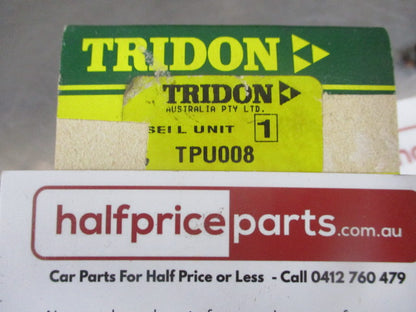 TRIDON
TRIDON
AUSTRALIA PTY LTD.
UNIT 1
TPU008
halfpriceparts.com.au
Car Parts For Half Price or Less - Call 0412 760 479